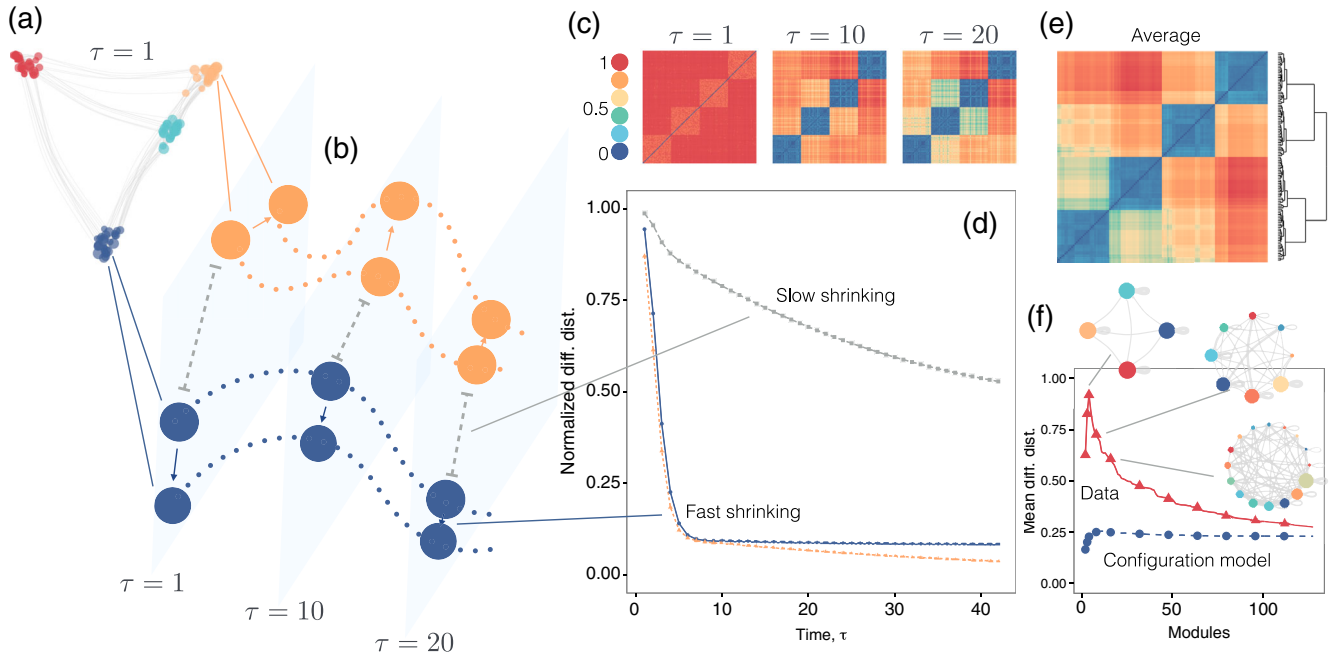 (a)
τ = 1
(b)
τ = 1
τ = 10
τ = 20
(c)
τ = 1
τ = 10
τ = 20
1
0.5
0
(d)
1.00
0.75
0.50
0.25
0.00
Normalized diff. dist.
Slow shrinking
Fast shrinking
0
10
20
30
40
Time, τ
(e)
Average
(f)
1.00
0.75
0.50
0.25
0.00
Mean diff. dist.
Data
Configuration model
0
50
100
Modules